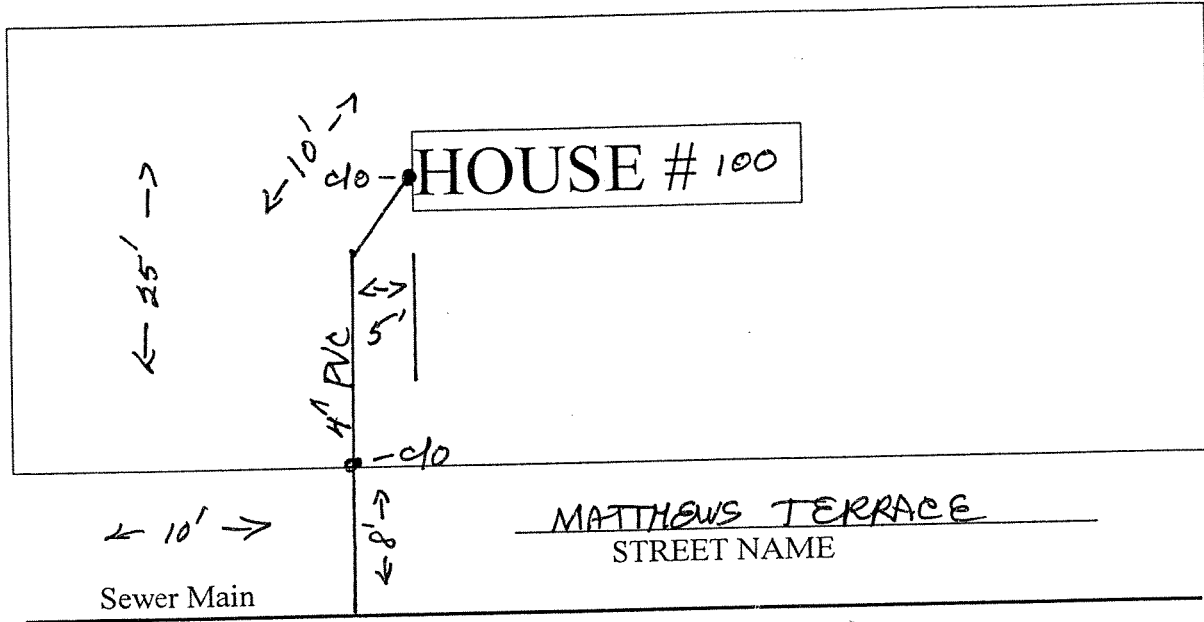 10'
c/o
HOUSE # 100
25'
5'
4" PVC
c/o
10'
8'
MATTHEWS TERRACE
STREET NAME
Sewer Main